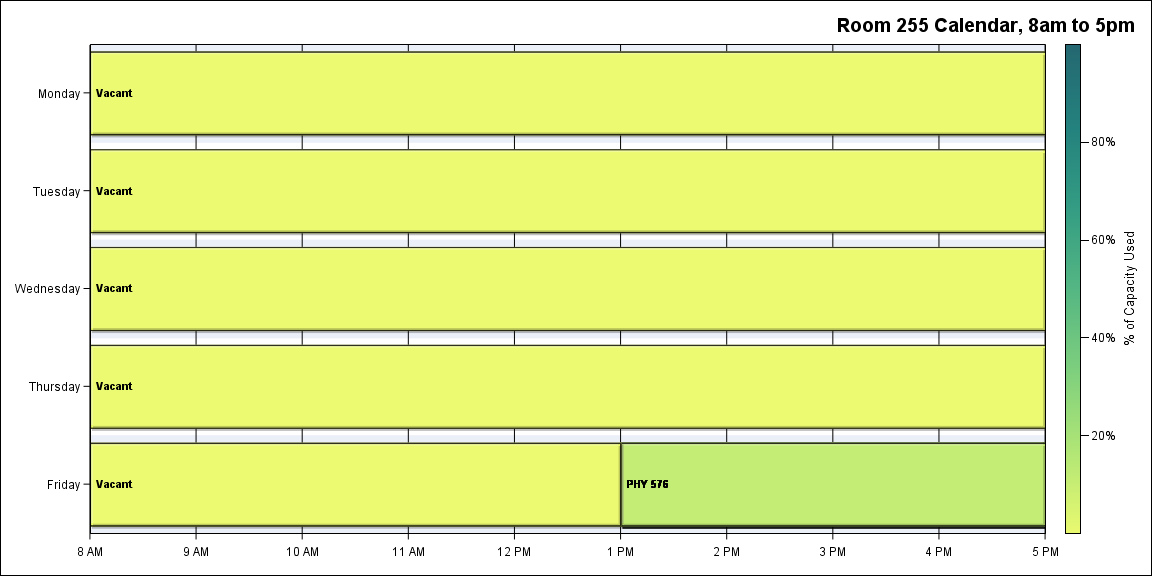 Room 255 Calendar, 8am to 5pm
Monday
Vacant
Tuesday
Vacant
Wednesday
Vacant
Thursday
Vacant
Friday
Vacant
PHY 576
8 AM
9 AM
10 AM
11 AM
12 PM
1 PM
2 PM
3 PM
4 PM
5 PM
80%
60%
40%
20%
% of Capacity Used